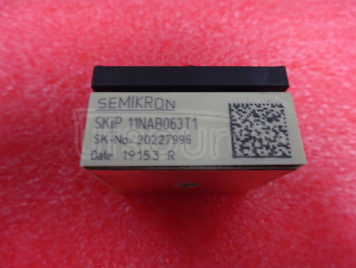 SEMIKRON
SKiP 11NAB063T1
SK-No. 20227996
Date: 19153 R